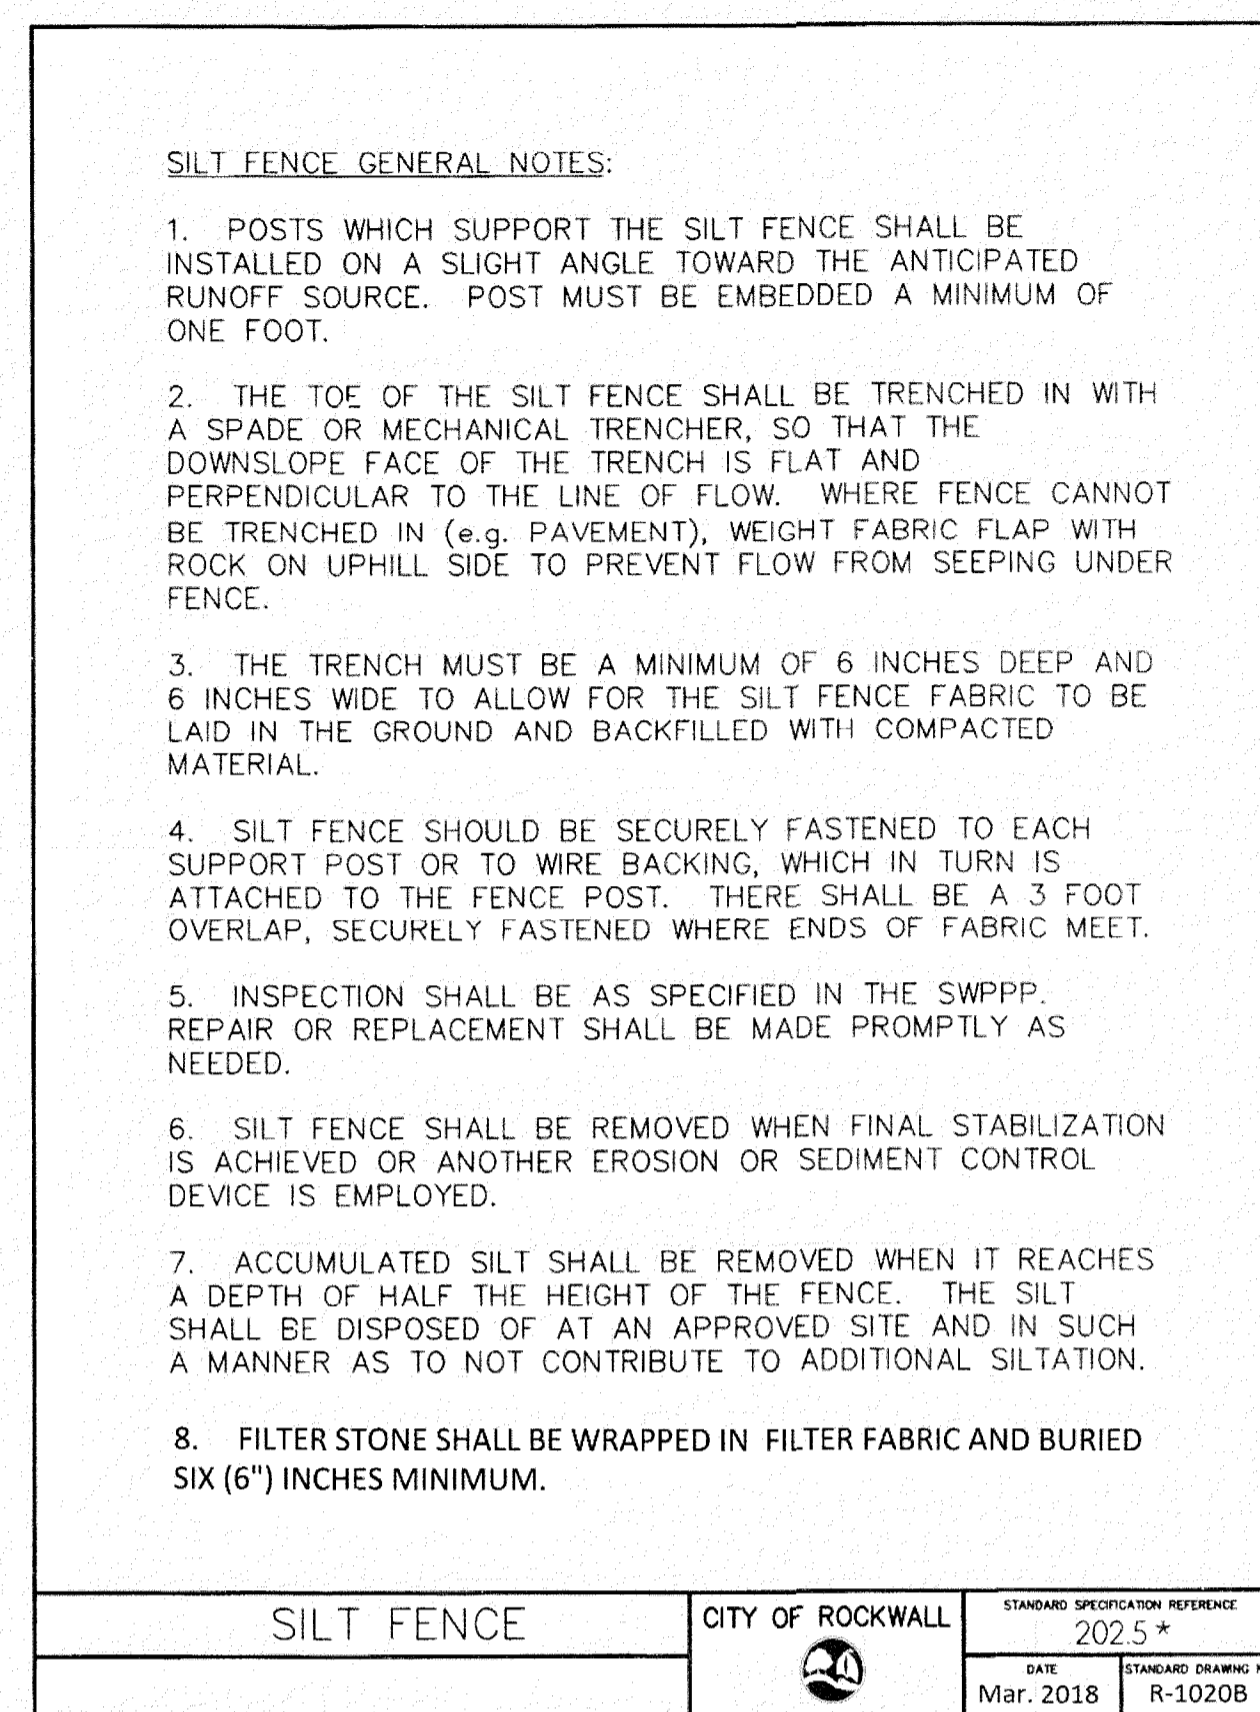 SILT FENCE GENERAL NOTES:
1. POSTS WHICH SUPPORT THE SILT FENCE SHALL BE
INSTALLED ON A SLIGHT ANGLE TOWARD THE ANTICIPATED
RUNOFF SOURCE. POST MUST BE EMBEDDED A MINIMUM OF
ONE FOOT.
2. THE TOE OF THE SILT FENCE SHALL BE TRENCHED IN WITH
A SPADE OR MECHANICAL TRENCHER, SO THAT THE
DOWNSLOPE FACE OF THE TRENCH IS FLAT AND
PERPENDICULAR TO THE LINE OF FLOW. WHERE FENCE CANNOT
BE TRENCHED IN (e.g. PAVEMENT), WEIGHT FABRIC FLAP WITH
ROCK ON UPHILL SIDE TO PREVENT FLOW FROM SEEPING UNDER
FENCE.
3. THE TRENCH MUST BE A MINIMUM OF 6 INCHES DEEP AND
6 INCHES WIDE TO ALLOW FOR THE SILT FENCE FABRIC TO BE
LAID IN THE GROUND AND BACKFILLED WITH COMPACTED
MATERIAL.
4. SILT FENCE SHOULD BE SECURELY FASTENED TO EACH
SUPPORT POST OR TO WIRE BACKING, WHICH IN TURN IS
ATTACHED TO THE FENCE POST. THERE SHALL BE A 3 FOOT
OVERLAP, SECURELY FASTENED WHERE ENDS OF FABRIC MEET.
5. INSPECTION SHALL BE AS SPECIFIED IN THE SWPPP.
REPAIR OR REPLACEMENT SHALL BE MADE PROMPTLY AS
NEEDED.
6. SILT FENCE SHALL BE REMOVED WHEN FINAL STABILIZATION
IS ACHIEVED OR ANOTHER EROSION OR SEDIMENT CONTROL
DEVICE IS EMPLOYED.
7. ACCUMULATED SILT SHALL BE REMOVED WHEN IT REACHES
A DEPTH OF HALF THE HEIGHT OF THE FENCE. THE SILT
SHALL BE DISPOSED OF AT AN APPROVED SITE AND IN SUCH
A MANNER AS TO NOT CONTRIBUTE TO ADDITIONAL SILTATION.
8. FILTER STONE SHALL BE WRAPPED IN FILTER FABRIC AND BURIED
SIX (6") INCHES MINIMUM.
SILT FENCE
CITY OF ROCKWALL
STANDARD SPECIFICATION REFERENCE
202.5 *
DATE
Mar. 2018
STANDARD DRAWING
R-1020B